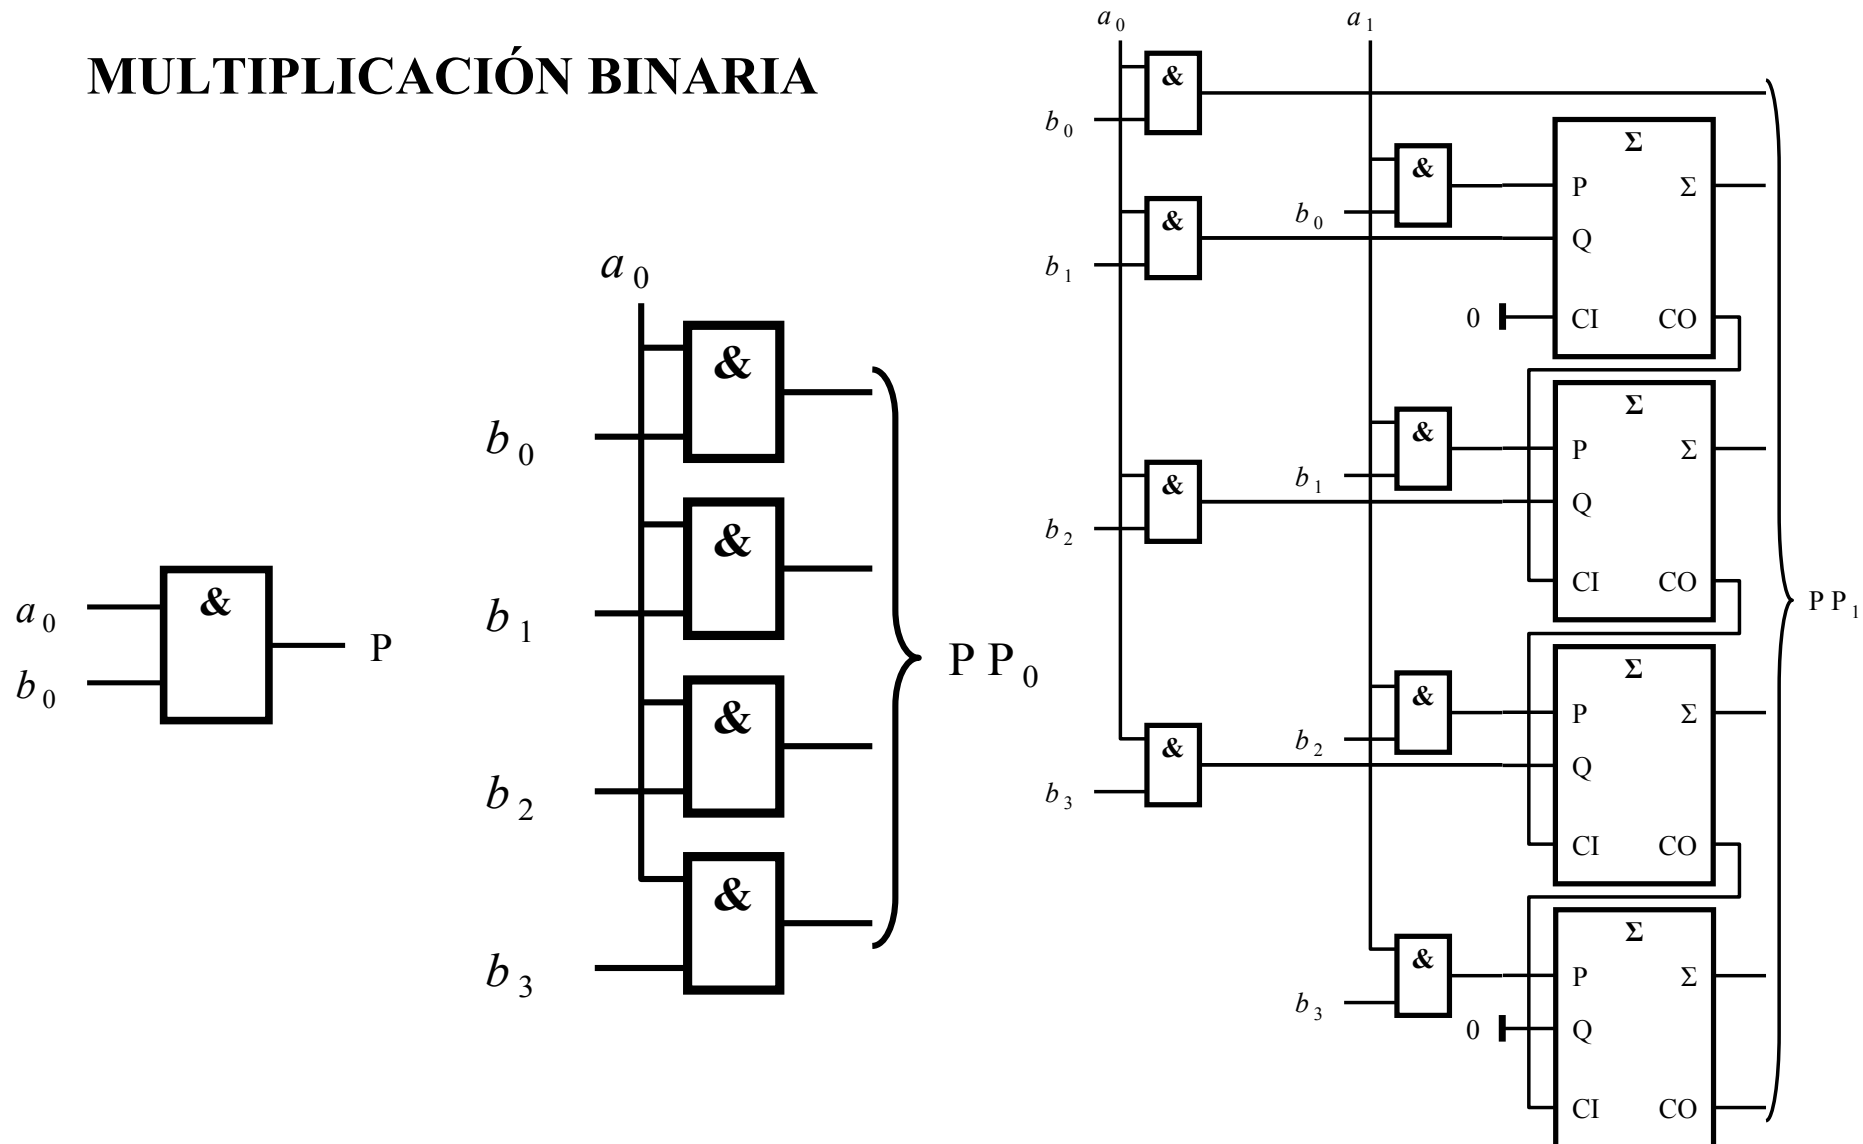 MULTIPLICACIÓN BINARIA
a0
b0
&
P
a0
b0
&
b1
&
b2
&
b3
&
P P0
a0
a1
b0
&
b1
&
b2
&
b3
&
b0
&
b1
&
b2
&
b3
&
Σ
P Σ
Q
0 CI CO
Σ
P Σ
Q
CI CO
Σ
P Σ
Q
CI CO
Σ
P Σ
0 Q
CI CO
P P1